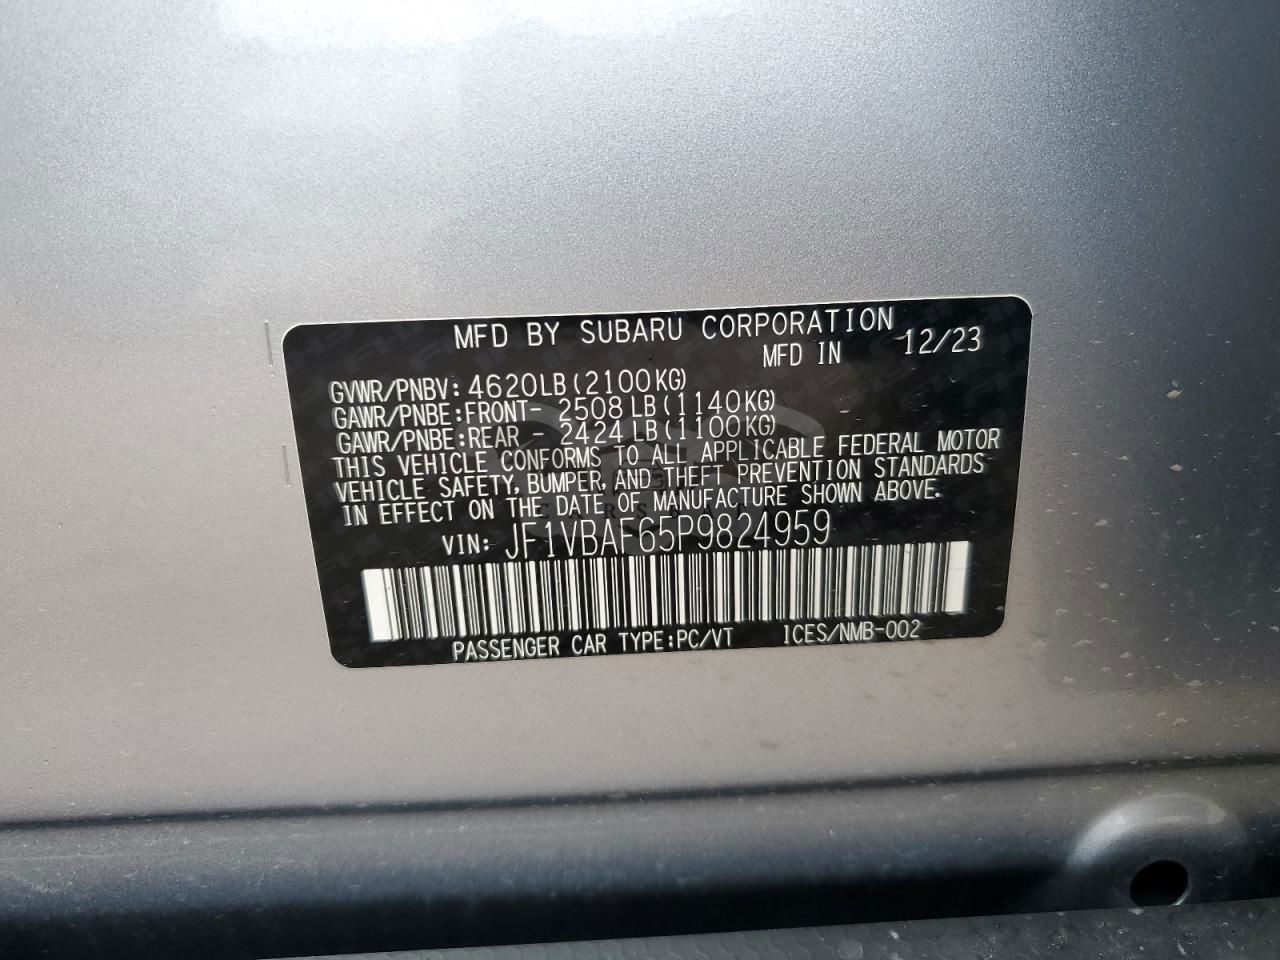 MFD BY SUBARU CORPORATION
MFD IN 12/23
GVWR/PNBV: 4620LB(2100KG)
GAWR/PNBE:FRONT- 2508LB(1140KG)
GAWR/PNBE:REAR - 2424LB(1100KG)
THIS VEHICLE CONFORMS TO ALL APPLICABLE FEDERAL MOTOR
VEHICLE SAFETY, BUMPER, AND THEFT PREVENTION STANDARDS
IN EFFECT ON THE DATE OF MANUFACTURE SHOWN ABOVE.
VIN: JF1VBAF65P9824959
PASSENGER CAR TYPE:PC/VT ICES/NMB-002